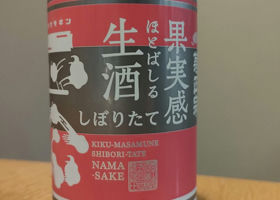 果実感
ほとばしる
生酒
しぼりたて
KIKU-MASAMUNE
SHIBORI-TATE
NAMA
-SAKE